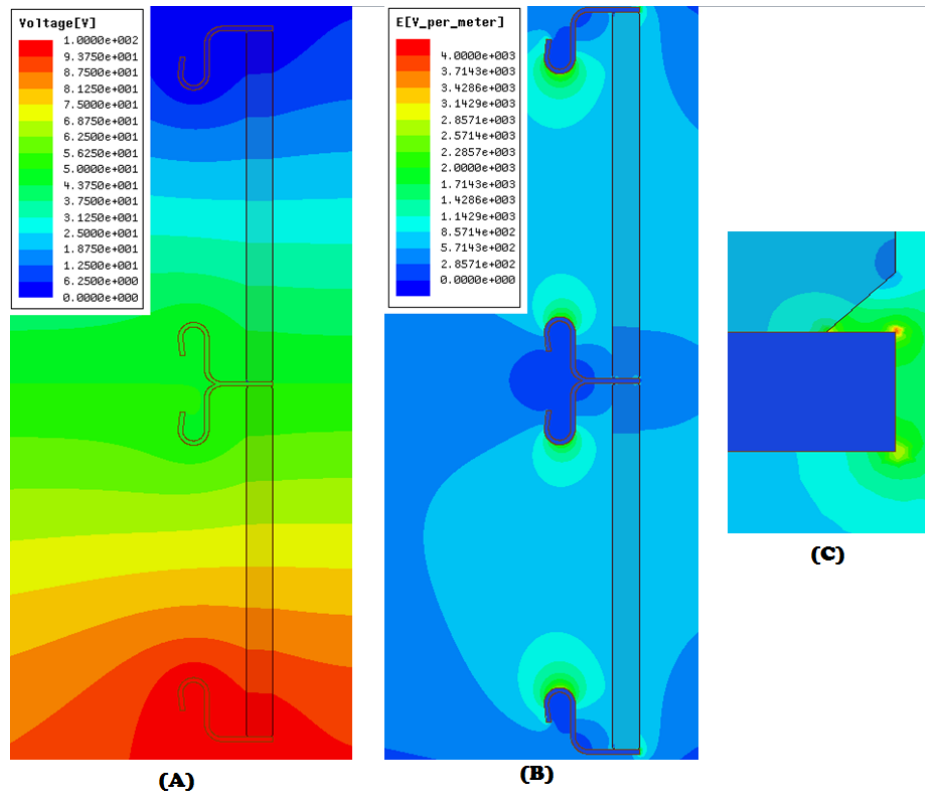 Voltage[V]
1.0000e+002
9.3750e+001
8.7500e+001
8.1250e+001
7.5000e+001
6.8750e+001
6.2500e+001
5.6250e+001
5.0000e+001
4.3750e+001
3.7500e+001
3.1250e+001
2.5000e+001
1.8750e+001
1.2500e+001
6.2500e+000
0.0000e+000
(A)
E[V_per_meter]
4.0000e+003
3.7143e+003
3.4286e+003
3.1429e+003
2.8571e+003
2.5714e+003
2.2857e+003
2.0000e+003
1.7143e+003
1.4286e+003
1.1429e+003
8.5714e+002
5.7143e+002
2.8571e+002
0.0000e+000
(B)
(C)